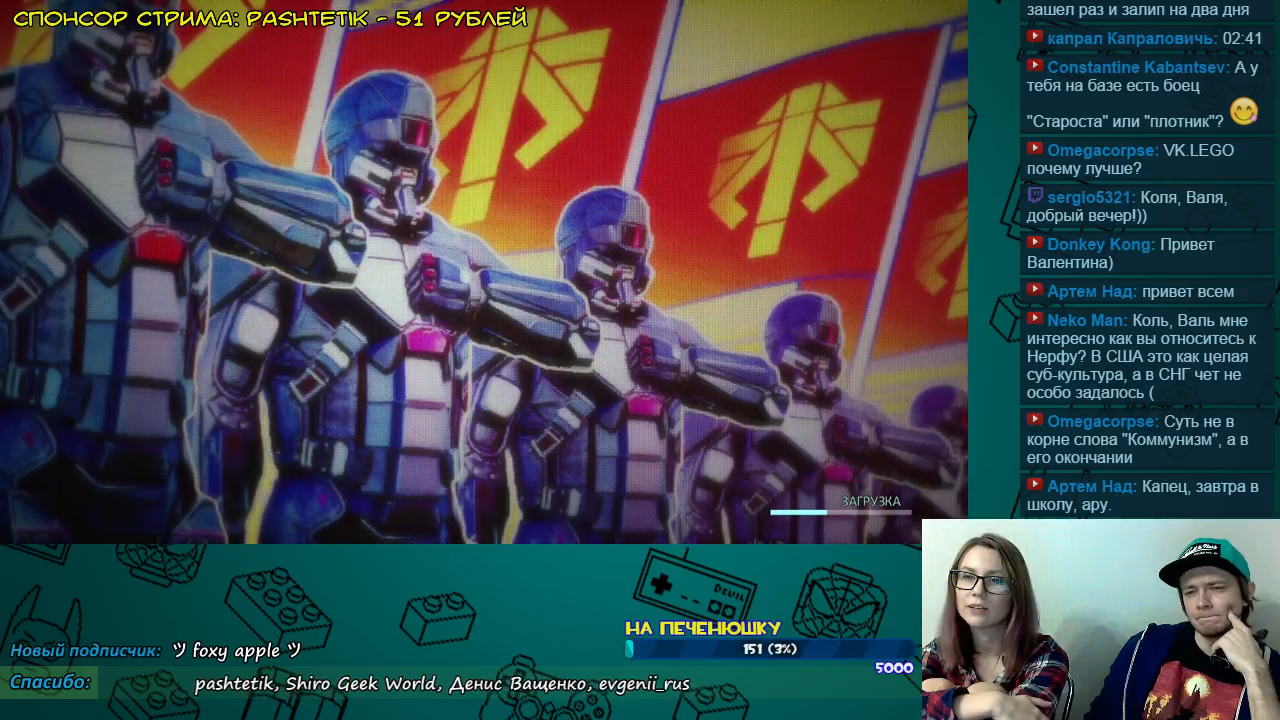 СПОНСОР СТРИМА: PASHTETIK - 51 РУБЛЕЙ
ЗАГРУЗКА
зашел раз и залип на два дня
капрал Капраловичь: 02:41
Constantine Kabantsev: А у
тебя на базе есть боец
"Староста" или "плотник"?
Omegacorpse: VK.LEGO
почему лучше?
sergio5321: Коля, Валя,
добрый вечер!))
Donkey Kong: Привет
Валентина)
Артем Над: привет всем
Neko Man: Коль, Валь мне
интересно как вы относитесь к
Нерфу? В США это как целая
суб-культура, а в СНГ чет не
особо задалось (
Omegacorpse: Суть не в
корне слова "Коммунизм", а в
его окончании
Артем Над: Капец, завтра в
школу, ару.
Devil
НА ПЕЧЕНЮШКУ
151 (3%)
5000
Новый подписчик: ツ foxy apple ツ
Спасибо: pashtetik, Shiro Geek World, Денис Ващенко, evgenii_rus